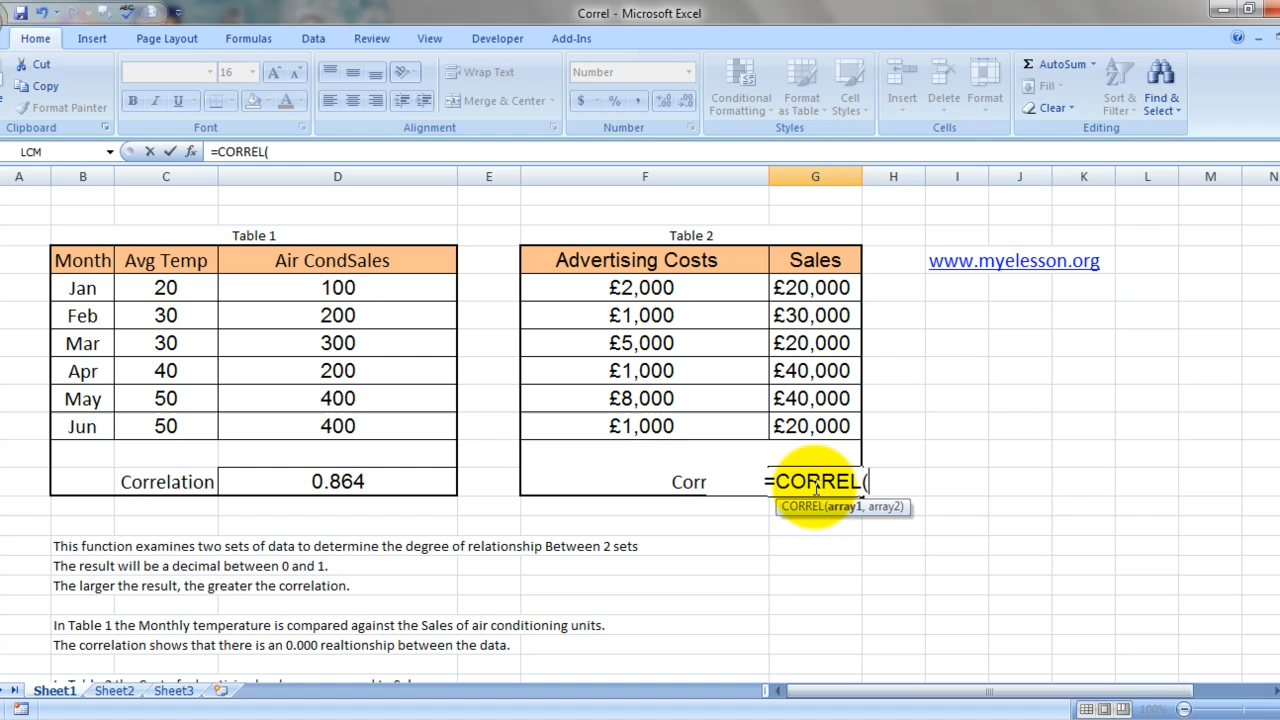 Correl - Microsoft Excel
Home Insert Page Layout Formulas Data Review View Developer Add-Ins
Cut
Copy
Format Painter
Clipboard
16
B I U
Font
Wrap Text
Merge & Center
Alignment
Number
$ % ,
Number
Conditional Formatting
Format as Table
Cell Styles
Styles
Insert Delete Format
Cells
Σ AutoSum
Fill
Clear
Sort & Filter
Find & Select
Editing
LCM fx =CORREL(
A B C D E F G H I J K L M N
Table 1 Table 2
Month Avg Temp Air CondSales Advertising Costs Sales www.myelesson.org
Jan 20 100 £2,000 £20,000
Feb 30 200 £1,000 £30,000
Mar 30 300 £5,000 £20,000
Apr 40 200 £1,000 £40,000
May 50 400 £8,000 £40,000
Jun 50 400 £1,000 £20,000
Correlation 0.864 Corr =CORREL(
CORREL(array1, array2)
This function examines two sets of data to determine the degree of relationship Between 2 sets
The result will be a decimal between 0 and 1.
The larger the result, the greater the correlation.
In Table 1 the Monthly temperature is compared against the Sales of air conditioning units.
The correlation shows that there is an 0.000 realtionship between the data.
Sheet1 Sheet2 Sheet3
100%